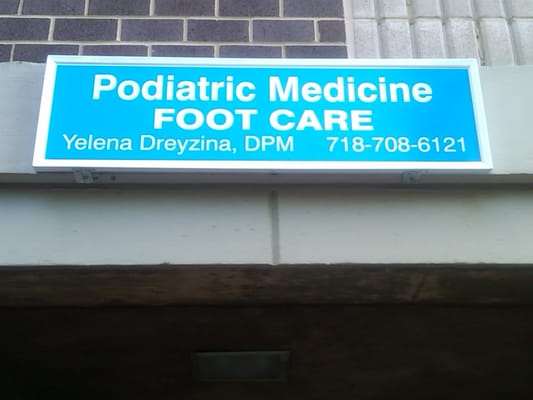 Podiatric Medicine
FOOT CARE
Yelena Dreyzina, DPM 718-708-6121